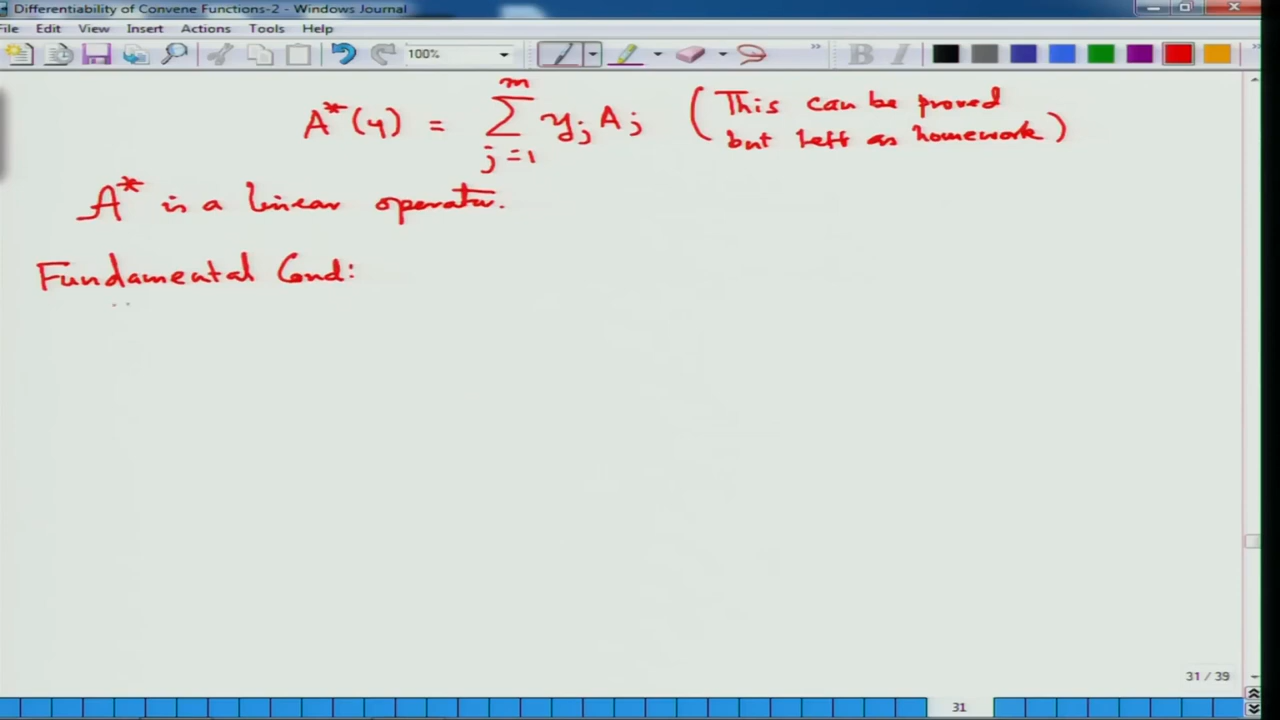 Differentiability of Convene Functions-2 - Windows Journal
File Edit View Insert Actions Tools Help
100%
A*(y) = ∑_{j=1}^{m} y_j A_j (This can be proved
but left as homework)
A* is a linear operator.
Fundamental Cond:
31 / 39
31